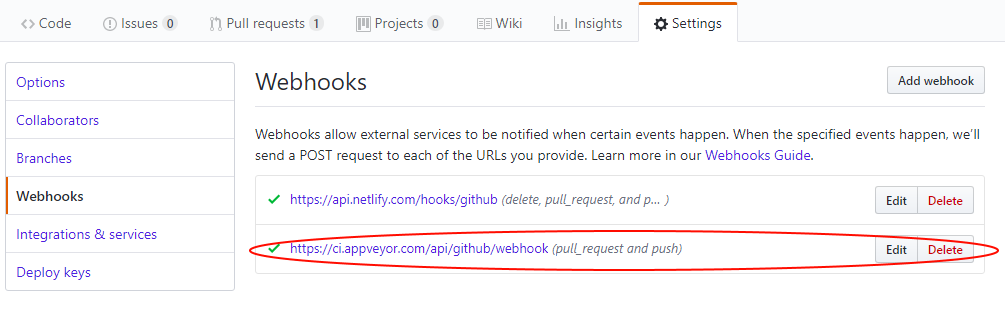 Code Issues 0 Pull requests 1 Projects 0 Wiki Insights Settings
Options
Collaborators
Branches
Webhooks
Integrations & services
Deploy keys
Webhooks Add webhook
Webhooks allow external services to be notified when certain events happen. When the specified events happen, we'll
send a POST request to each of the URLs you provide. Learn more in our Webhooks Guide.
https://api.netlify.com/hooks/github (delete, pull_request, and p... ) Edit Delete
https://ci.appveyor.com/api/github/webhook (pull_request and push) Edit Delete